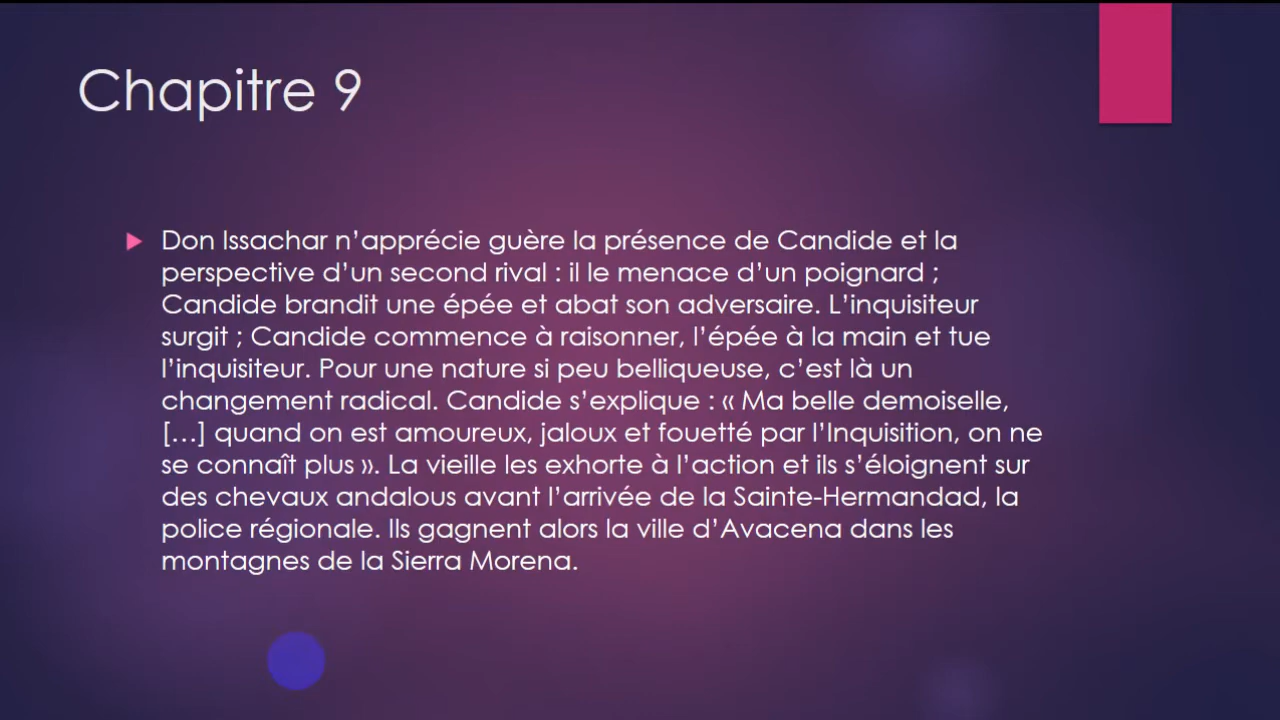 Chapitre 9
Don Issachar n’apprécie guère la présence de Candide et la
perspective d’un second rival : il le menace d’un poignard ;
Candide brandit une épée et abat son adversaire. L’inquisiteur
surgit ; Candide commence à raisonner, l’épée à la main et tue
l’inquisiteur. Pour une nature si peu belliqueuse, c’est là un
changement radical. Candide s’explique : « Ma belle demoiselle,
[…] quand on est amoureux, jaloux et fouetté par l’Inquisition, on ne
se connaît plus ». La vieille les exhorte à l’action et ils s’éloignent sur
des chevaux andalous avant l’arrivée de la Sainte-Hermandad, la
police régionale. Ils gagnent alors la ville d’Avacena dans les
montagnes de la Sierra Morena.